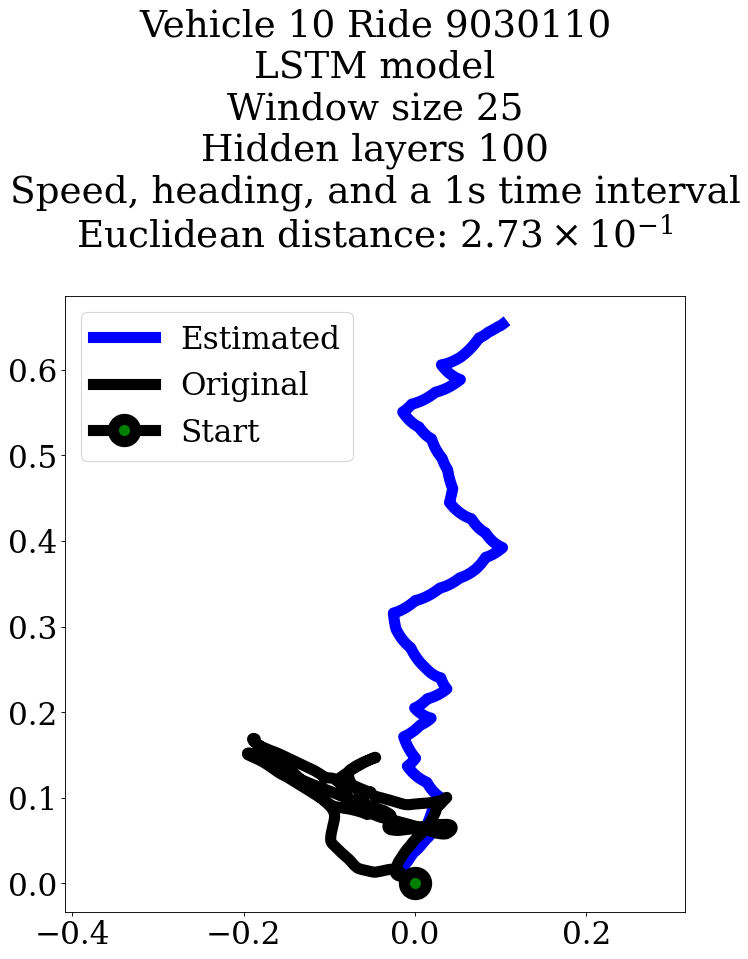 Vehicle 10 Ride 9030110
LSTM model
Window size 25
Hidden layers 100
Speed, heading, and a 1s time interval
Euclidean distance: 2.73 × 10⁻¹
Estimated
Original
Start
0.6
0.5
0.4
0.3
0.2
0.1
0.0
−0.4 −0.2 0.0 0.2